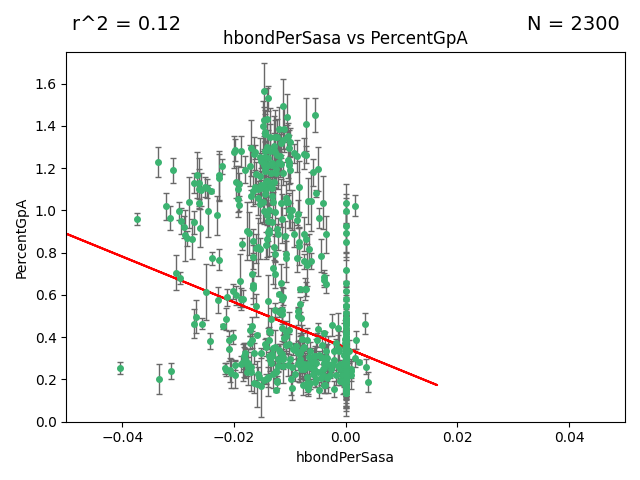 r^2 = 0.12
N = 2300
hbondPerSasa vs PercentGpA
1.6
1.4
1.2
1.0
0.8
0.6
0.4
0.2
0.0
PercentGpA
−0.04
−0.02
0.00
0.02
0.04
hbondPerSasa